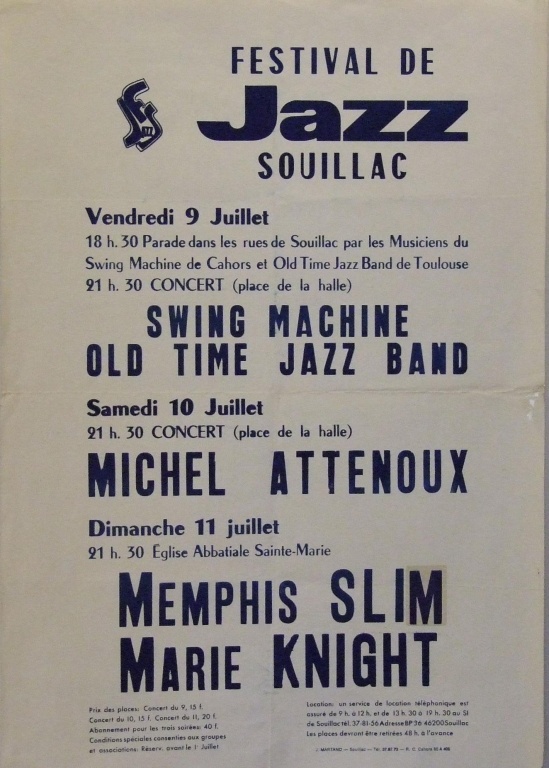 FESTIVAL DE
Jazz
SOUILLAC
Vendredi 9 Juillet
18 h. 30 Parade dans les rues de Souillac par les Musiciens du
Swing Machine de Cahors et Old Time Jazz Band de Toulouse
21 h. 30 CONCERT (place de la halle)
SWING MACHINE
OLD TIME JAZZ BAND
Samedi 10 Juillet
21 h. 30 CONCERT (place de la halle)
MICHEL ATTENOUX
Dimanche 11 juillet
21 h. 30 Église Abbatiale Sainte-Marie
MEMPHIS SLIM
MARIE KNIGHT
Prix des places: Concert du 9, 15 f.
Concert du 10, 15 f. Concert du 11, 20 f.
Abonnement pour les trois soirées: 40 f.
Conditions spéciales consenties aux groupes
et associations: Réserv. avant le 1 Juillet
Location: un service de location téléphonique est
assuré de 9 h. à 12 h. et de 13 h. 30 à 19 h. 30 au SI
de Souillac tél. 37-81-56 Adresse BP 26 46200 Souillac
Les places devront être retirées 48 h. à l'avance
Souillac